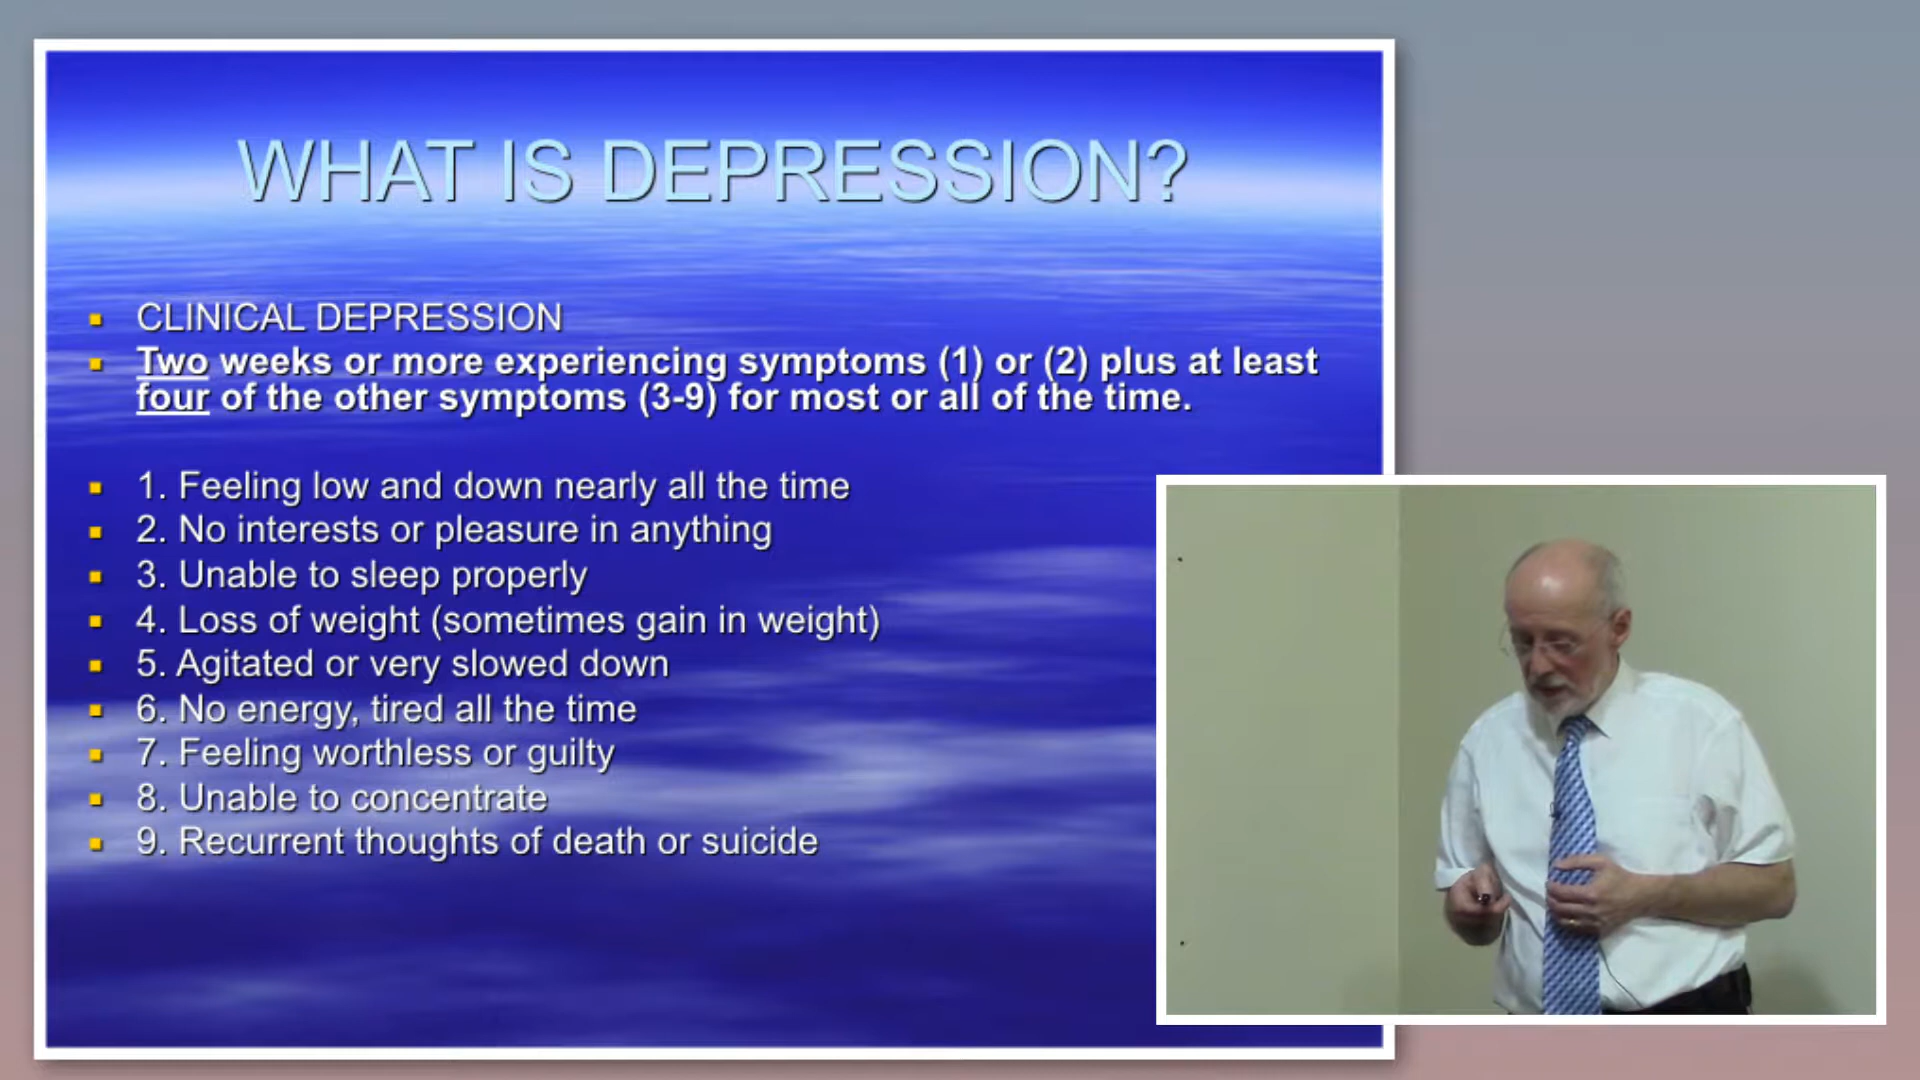 WHAT IS DEPRESSION?
CLINICAL DEPRESSION
Two weeks or more experiencing symptoms (1) or (2) plus at least
four of the other symptoms (3-9) for most or all of the time.
1. Feeling low and down nearly all the time
2. No interests or pleasure in anything
3. Unable to sleep properly
4. Loss of weight (sometimes gain in weight)
5. Agitated or very slowed down
6. No energy, tired all the time
7. Feeling worthless or guilty
8. Unable to concentrate
9. Recurrent thoughts of death or suicide